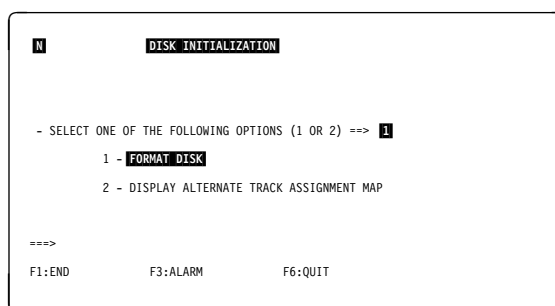 N DISK INITIALIZATION
- SELECT ONE OF THE FOLLOWING OPTIONS (1 OR 2) ==> 1
1 - FORMAT DISK
2 - DISPLAY ALTERNATE TRACK ASSIGNMENT MAP
===>
F1:END F3:ALARM F6:QUIT